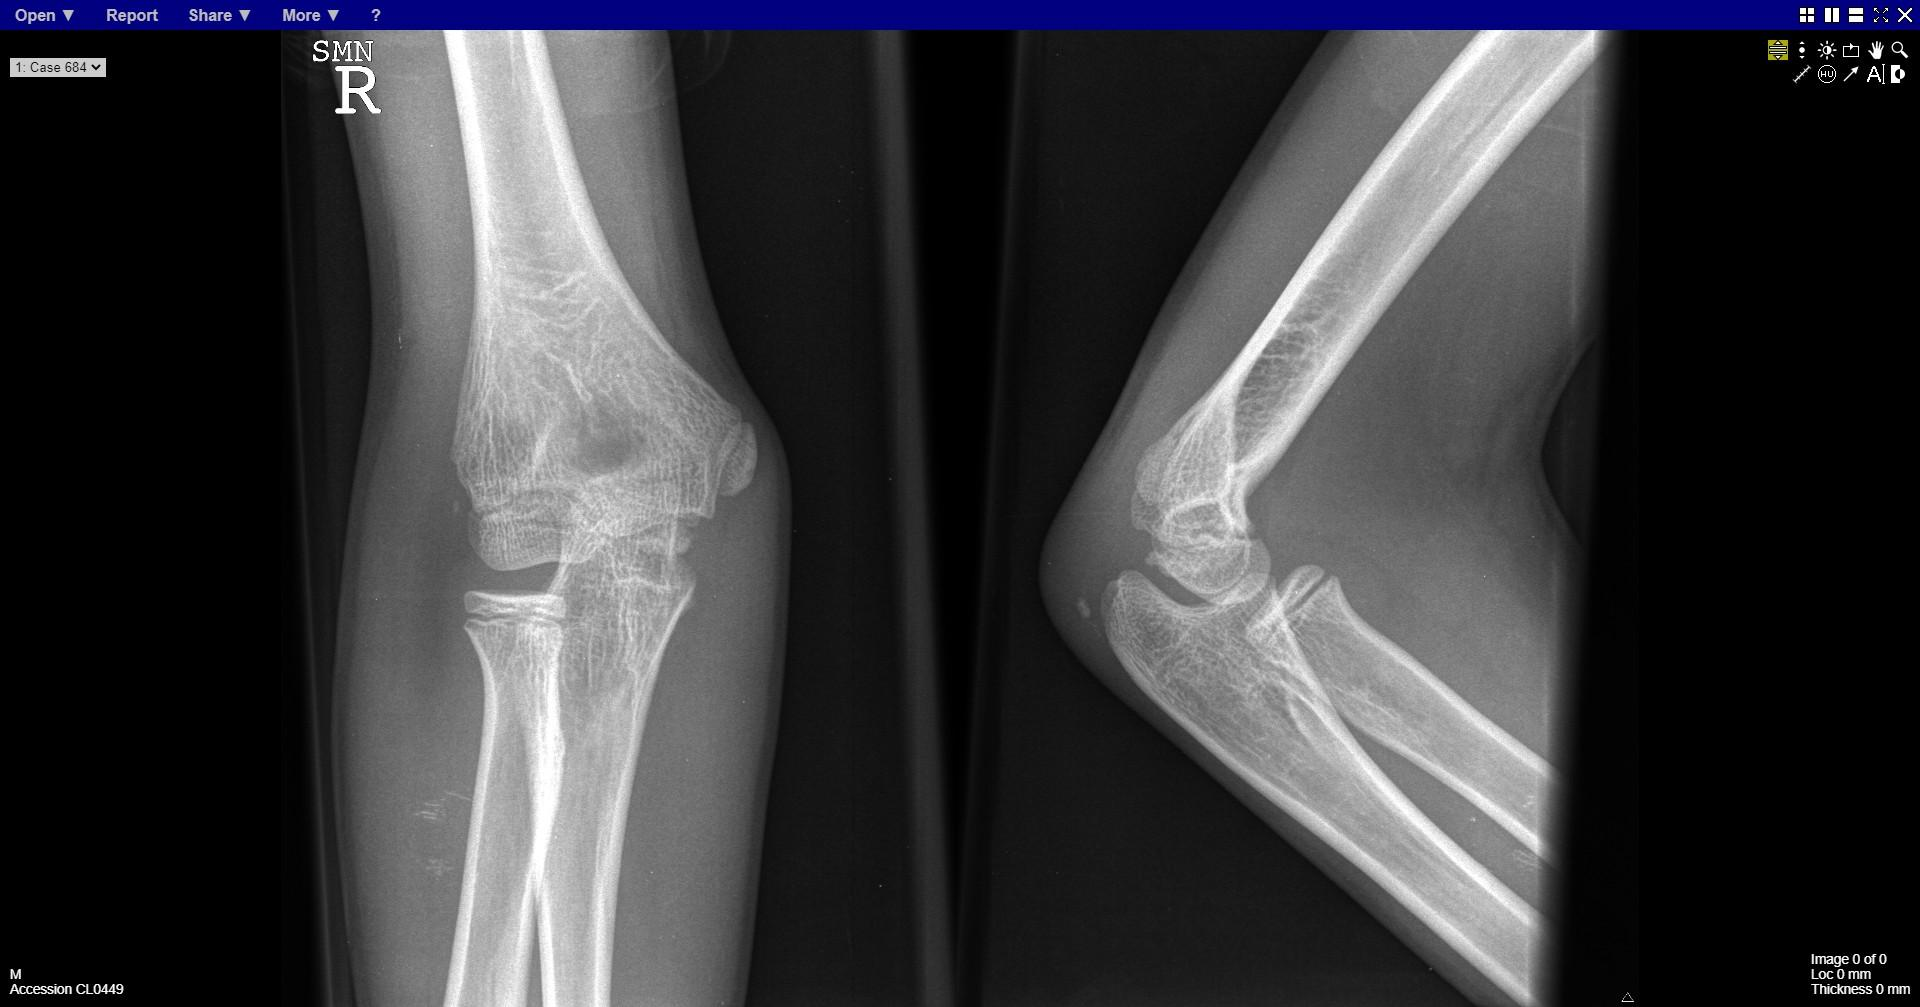 Open ▼ Report Share ▼ More ▼ ?
1: Case 684
SMN
R
HU
A
M
Accession CL0449
Image 0 of 0
Loc 0 mm
Thickness 0 mm